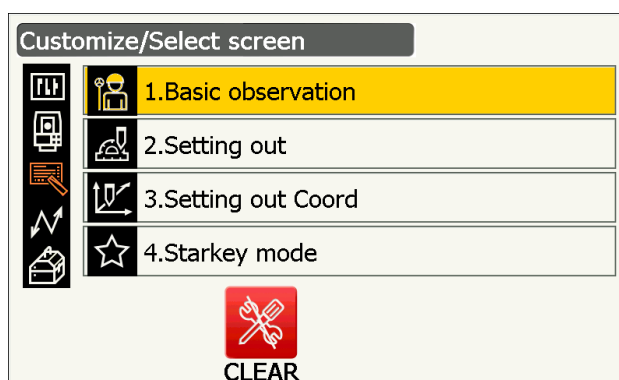 Customize/Select screen
1.Basic observation
2.Setting out
3.Setting out Coord
4.Starkey mode
CLEAR